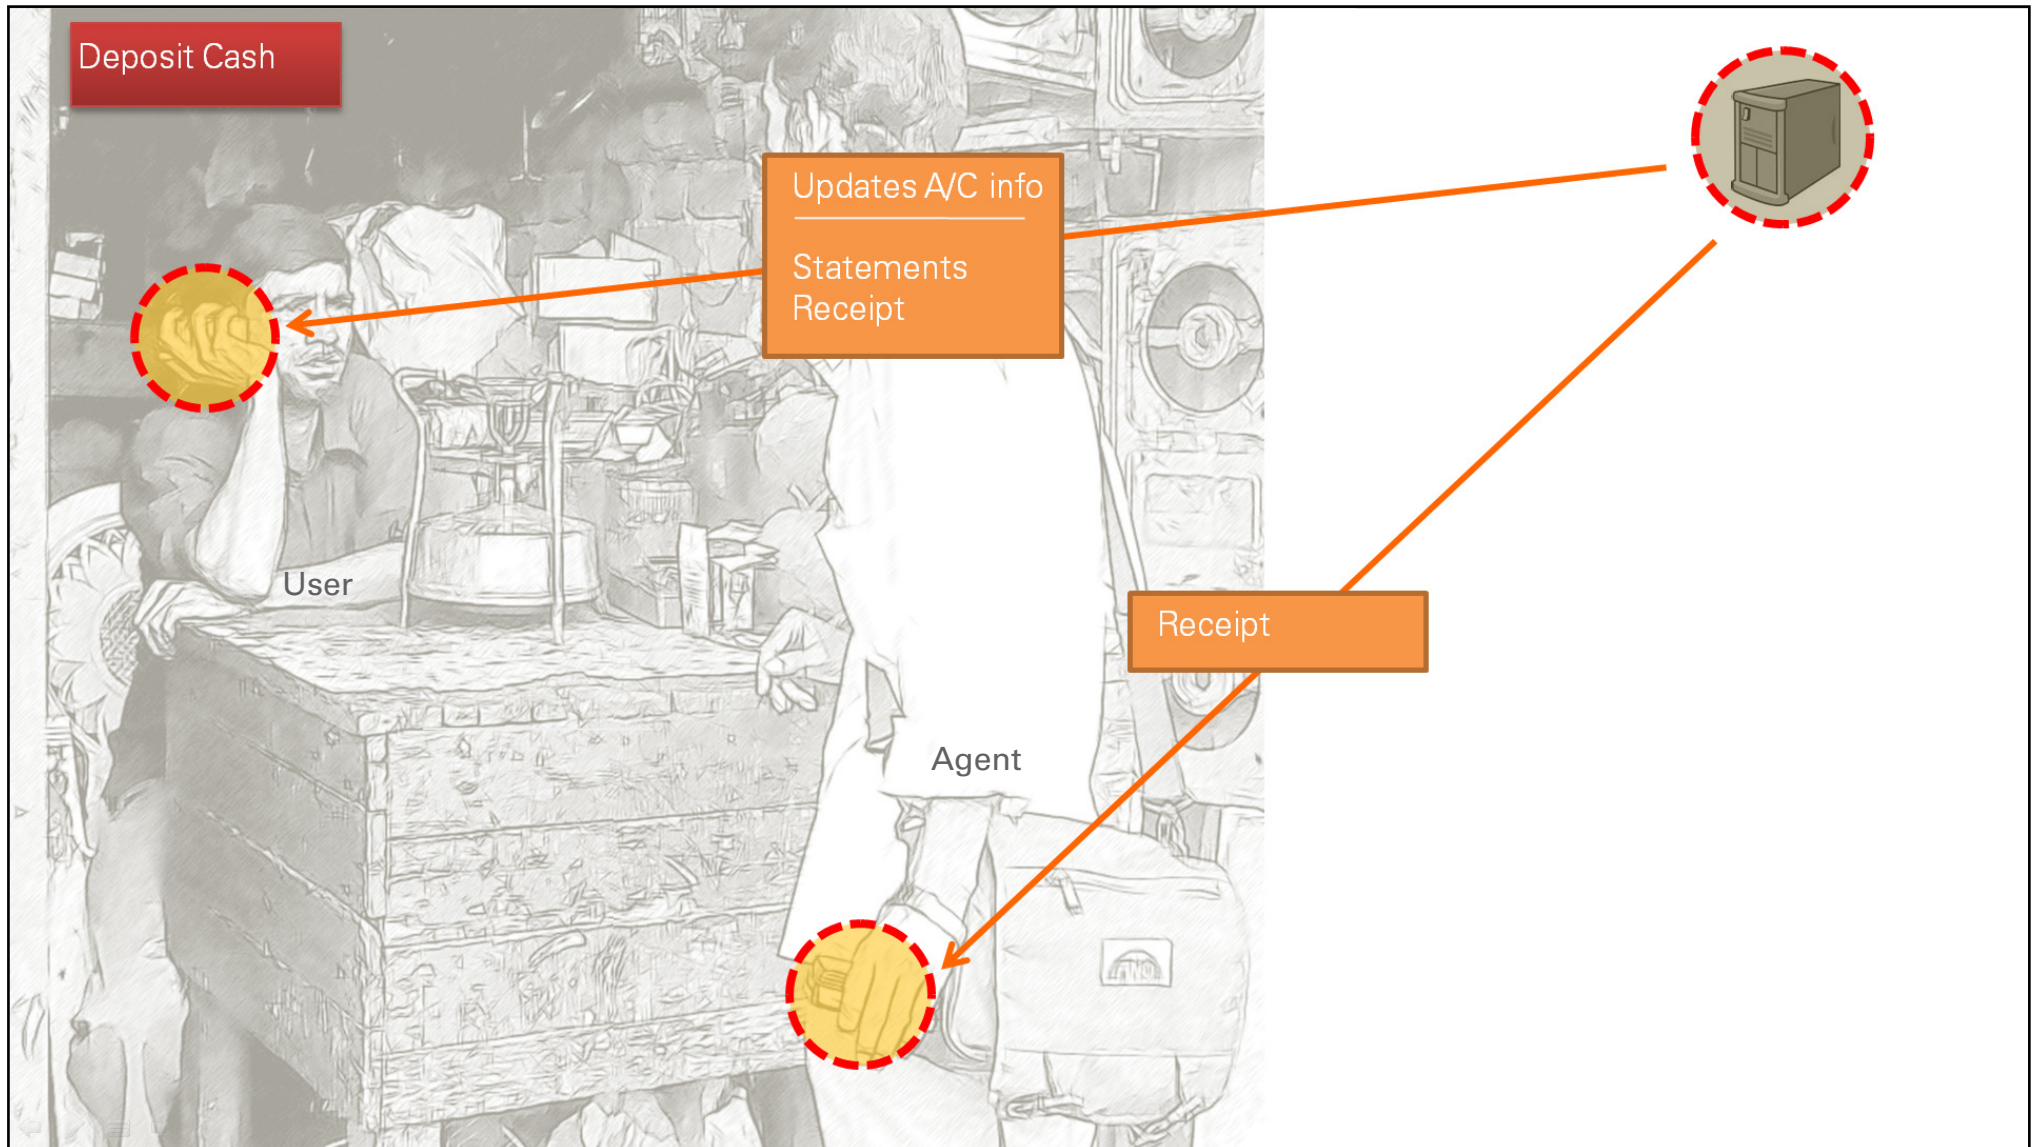 Deposit Cash
Updates A/C info
Statements
Receipt
User
Receipt
Agent